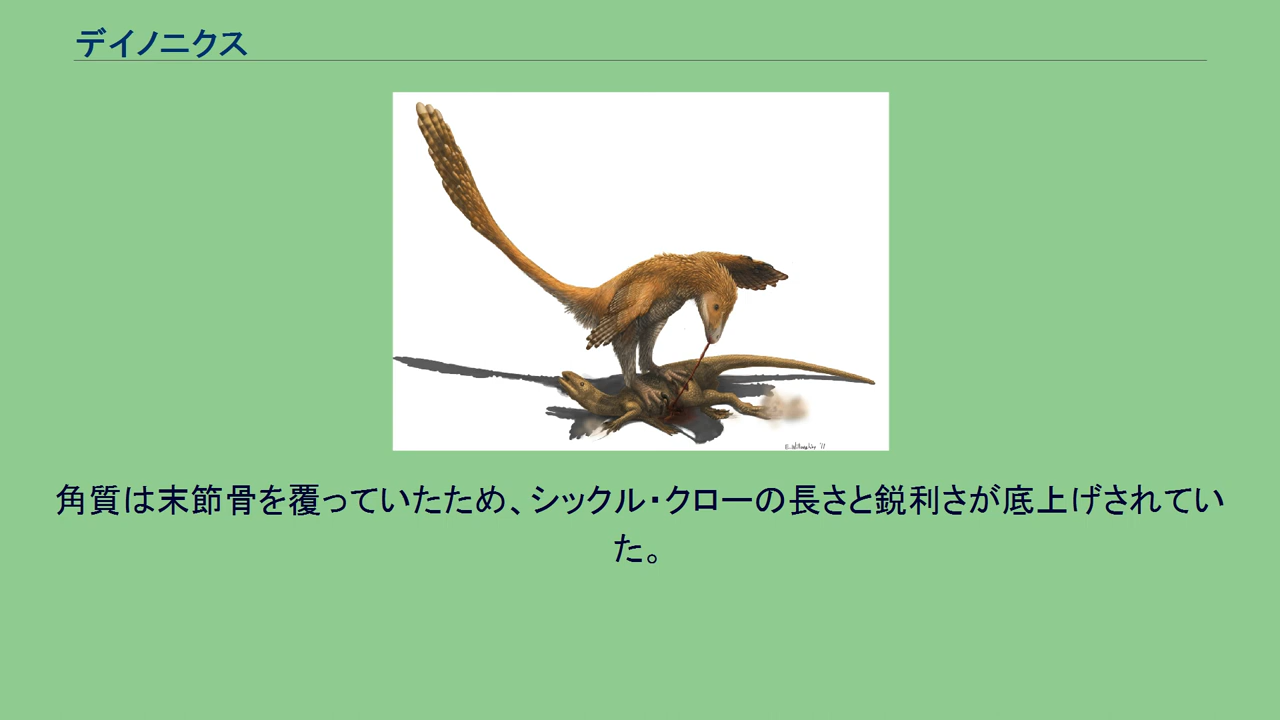 デイノニクス
角質は末節骨を覆っていたため、シックル・クローの長さと鋭利さが底上げされてい
た。